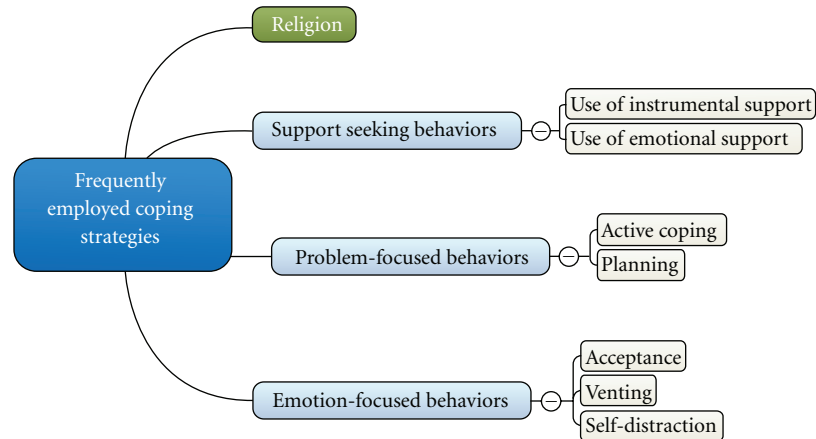 Religion
Support seeking behaviors
Use of instrumental support
Use of emotional support
Frequently
employed coping
strategies
Problem-focused behaviors
Active coping
Planning
Emotion-focused behaviors
Acceptance
Venting
Self-distraction